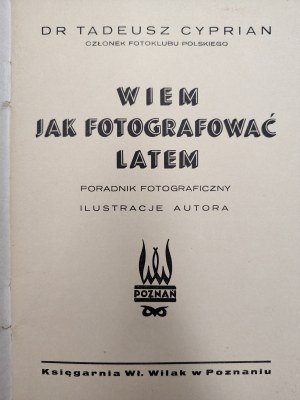 DR TADEUSZ CYPRIAN
CZŁONEK FOTOKLUBU POLSKIEGO
WIEM
JAK FOTOGRAFOWAĆ
LATEM
PORADNIK FOTOGRAFICZNY
ILUSTRACJE AUTORA
POZNAŃ
Księgarnia Wł. Wilak w Poznaniu